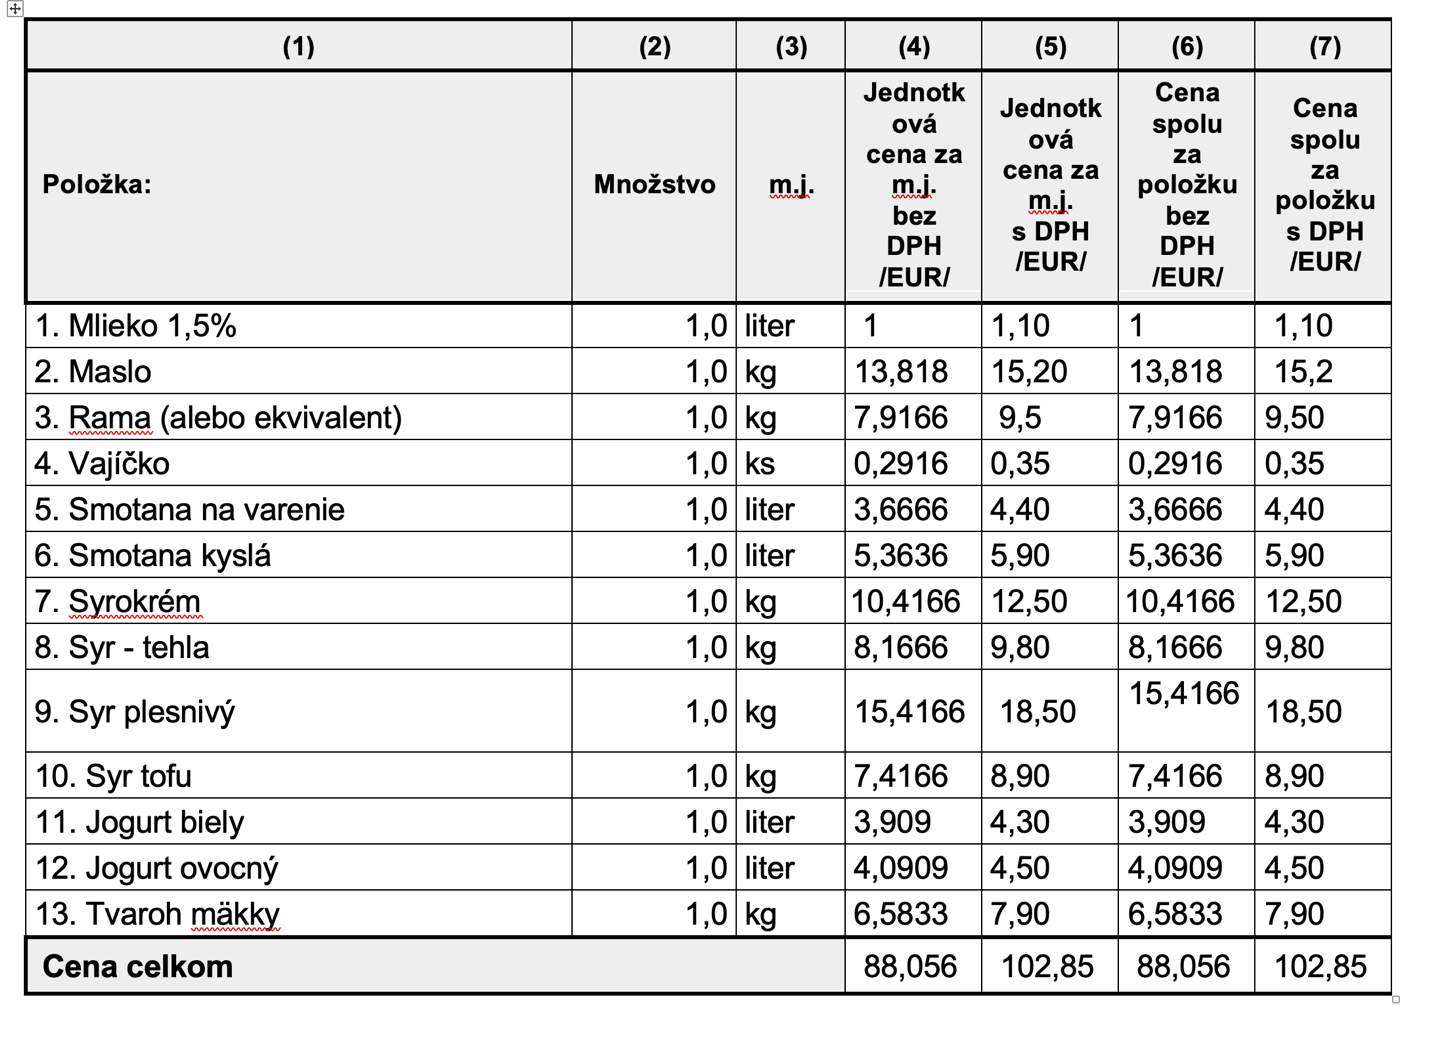 (1) (2) (3) (4) (5) (6) (7)
Položka: Množstvo m.j. Jednotk ová cena za m.j. bez DPH /EUR/ Jednotk ová cena za m.j. s DPH /EUR/ Cena spolu za položku bez DPH /EUR/ Cena spolu za položku s DPH /EUR/
1. Mlieko 1,5% 1,0 liter 1 1,10 1 1,10
2. Maslo 1,0 kg 13,818 15,20 13,818 15,2
3. Rama (alebo ekvivalent) 1,0 kg 7,9166 9,5 7,9166 9,50
4. Vajíčko 1,0 ks 0,2916 0,35 0,2916 0,35
5. Smotana na varenie 1,0 liter 3,6666 4,40 3,6666 4,40
6. Smotana kyslá 1,0 liter 5,3636 5,90 5,3636 5,90
7. Syrokrém 1,0 kg 10,4166 12,50 10,4166 12,50
8. Syr - tehla 1,0 kg 8,1666 9,80 8,1666 9,80
9. Syr plesnivý 1,0 kg 15,4166 18,50 15,4166 18,50
10. Syr tofu 1,0 kg 7,4166 8,90 7,4166 8,90
11. Jogurt biely 1,0 liter 3,909 4,30 3,909 4,30
12. Jogurt ovocný 1,0 liter 4,0909 4,50 4,0909 4,50
13. Tvaroh mäkky 1,0 kg 6,5833 7,90 6,5833 7,90
Cena celkom 88,056 102,85 88,056 102,85